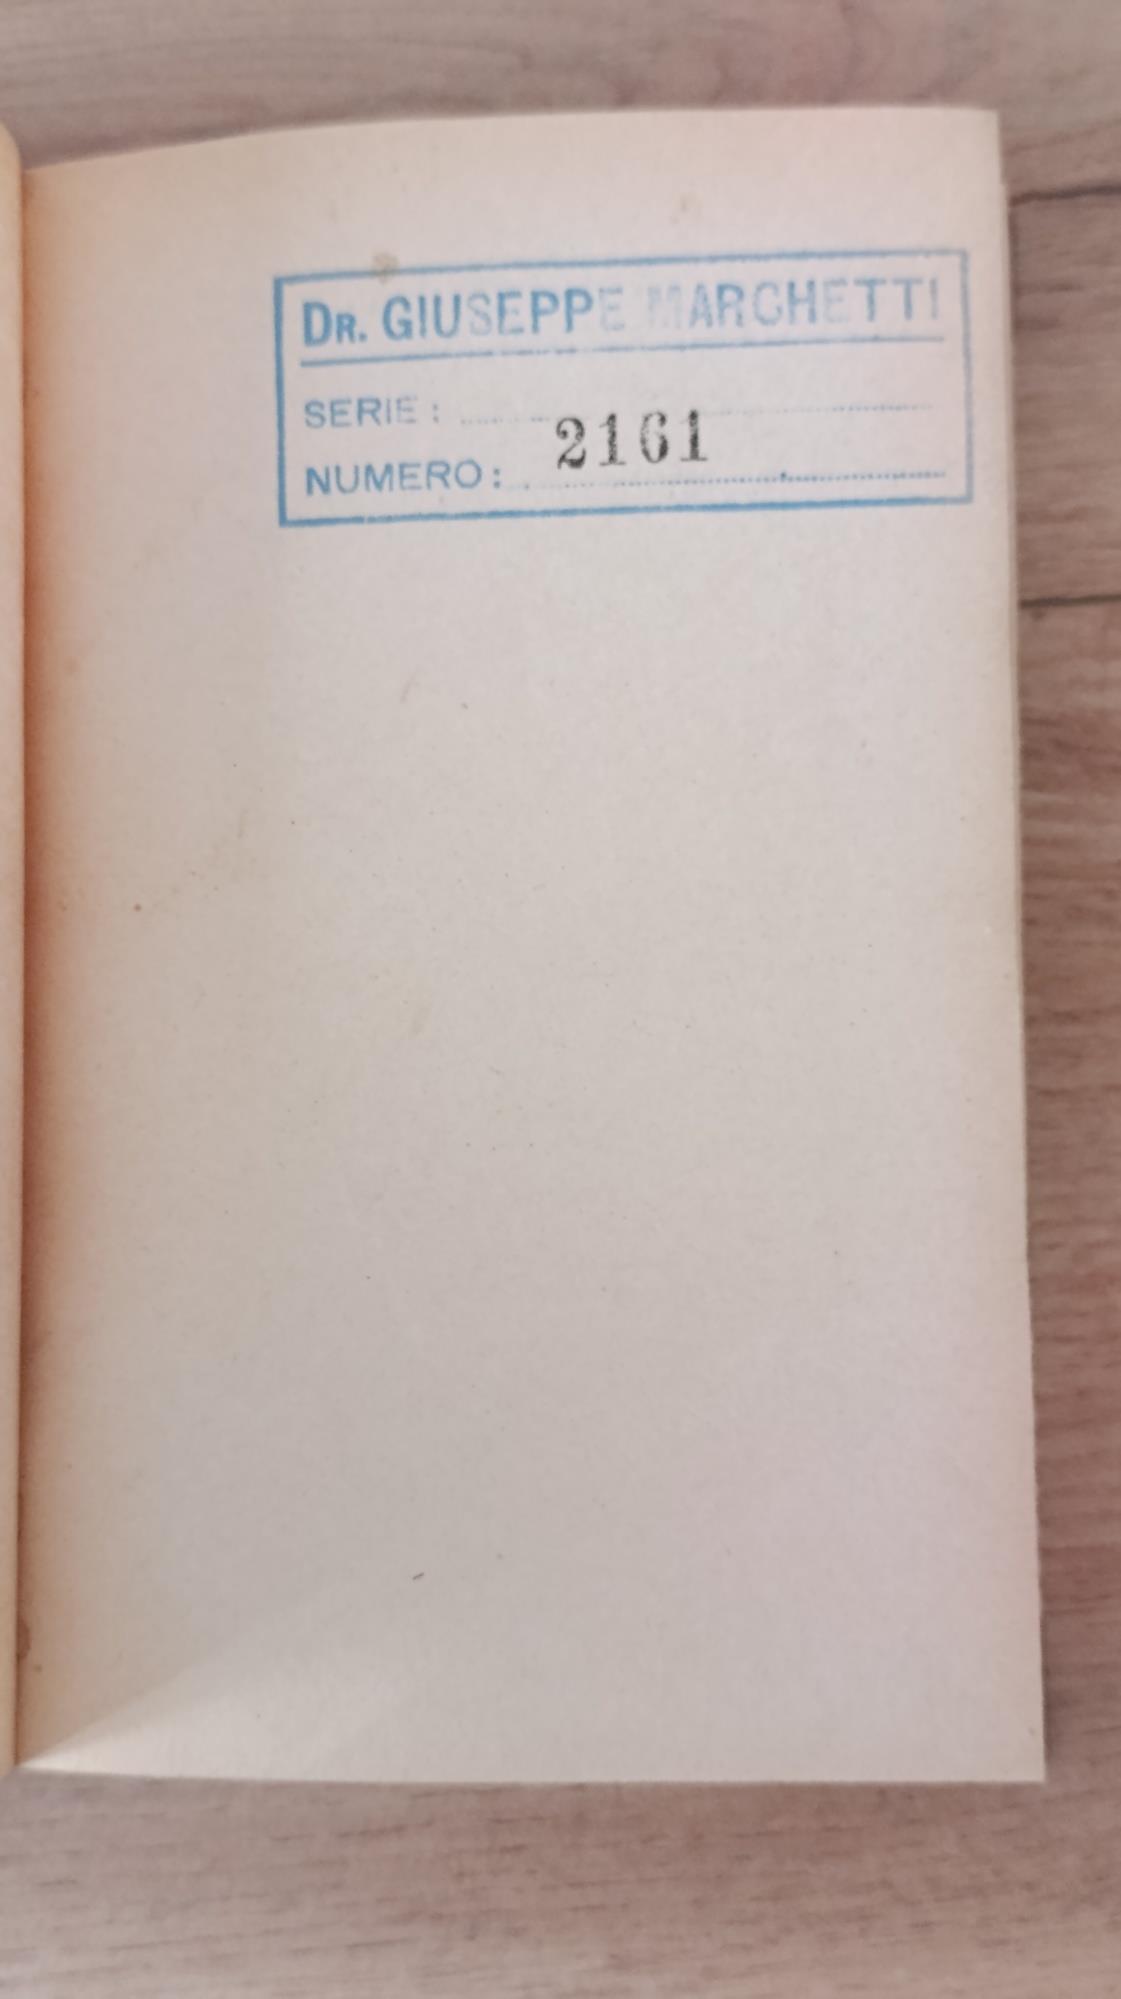 DR. GIUSEPPE MARCHETTI
SERIE:
NUMERO: 2161